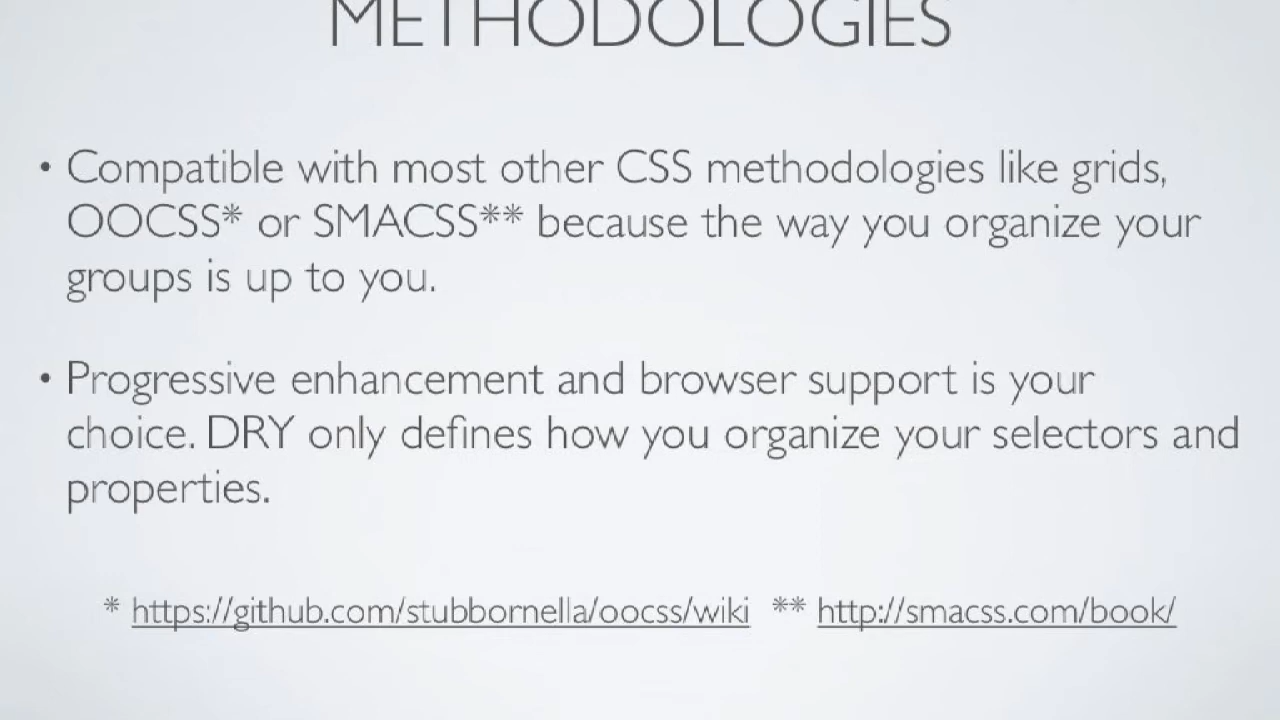 METHODOLOGIES
• Compatible with most other CSS methodologies like grids,
OOCSS* or SMACSS** because the way you organize your
groups is up to you.
• Progressive enhancement and browser support is your
choice. DRY only defines how you organize your selectors and
properties.
* https://github.com/stubbornella/oocss/wiki ** http://smacss.com/book/